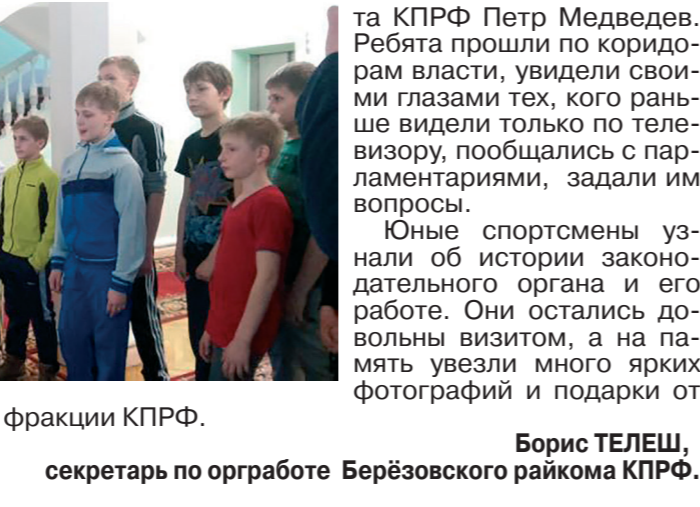 та КПРФ Петр Медведев.
Ребята прошли по коридо-
рам власти, увидели свои-
ми глазами тех, кого рань-
ше видели только по теле-
визору, пообщались с пар-
ламентариями, задали им
вопросы.
Юные спортсмены уз-
нали об истории законо-
дательного органа и его
работе. Они остались до-
вольны визитом, а на па-
мять увезли много ярких
фотографий и подарки от
фракции КПРФ.
Борис ТЕЛЕШ,
секретарь по оргработе Берёзовского райкома КПРФ.